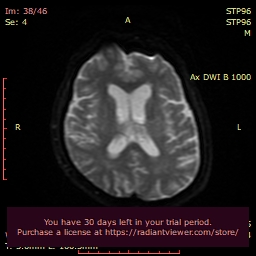 Im: 38/46
Se: 4
A
STP96
STP96
M
Ax DWI B 1000
R
L
You have 30 days left in your trial period.
Purchase a license at https://radiantviewer.com/store/